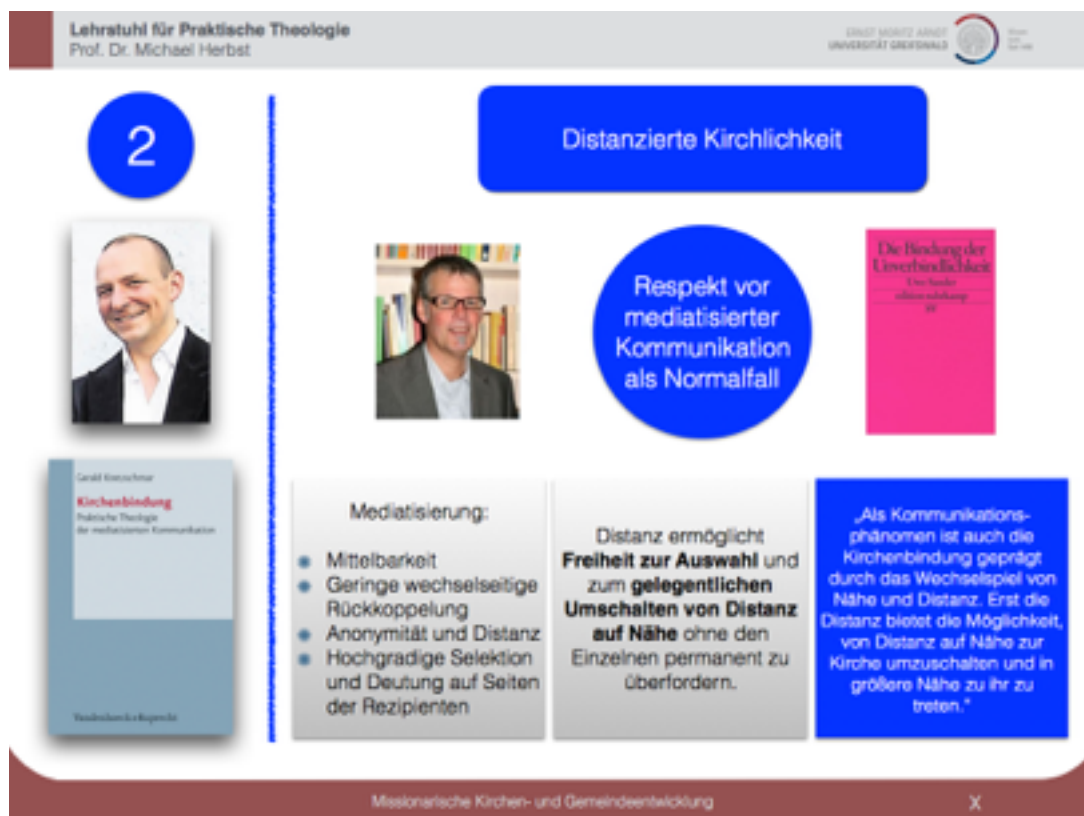 Lehrstuhl für Praktische Theologie
Prof. Dr. Michael Herbst
ERNST MORITZ ARNDT
UNIVERSITÄT GREIFSWALD
2
Distanzierte Kirchlichkeit
Respekt vor
mediatisierter
Kommunikation
als Normalfall
Die Bindung der
Unverbindlichkeit
Uwe Sander
edition suhrkamp
SV
Gerald Kretzschmar
Kirchenbindung
Praktische Theologie
der mediatisierten Kommunikation
Vandenhoeck & Ruprecht
Mediatisierung:
Mittelbarkeit
Geringe wechselseitige
Rückkoppelung
Anonymität und Distanz
Hochgradige Selektion
und Deutung auf Seiten
der Rezipienten
Distanz ermöglicht
Freiheit zur Auswahl und
zum gelegentlichen
Umschalten von Distanz
auf Nähe ohne den
Einzelnen permanent zu
überfordern.
„Als Kommunikations-
phänomen ist auch die
Kirchenbindung geprägt
durch das Wechselspiel von
Nähe und Distanz. Erst die
Distanz bietet die Möglichkeit,
von Distanz auf Nähe zur
Kirche umzuschalten und in
größere Nähe zu ihr zu
treten."
Missionarische Kirchen- und Gemeindeentwicklung
X